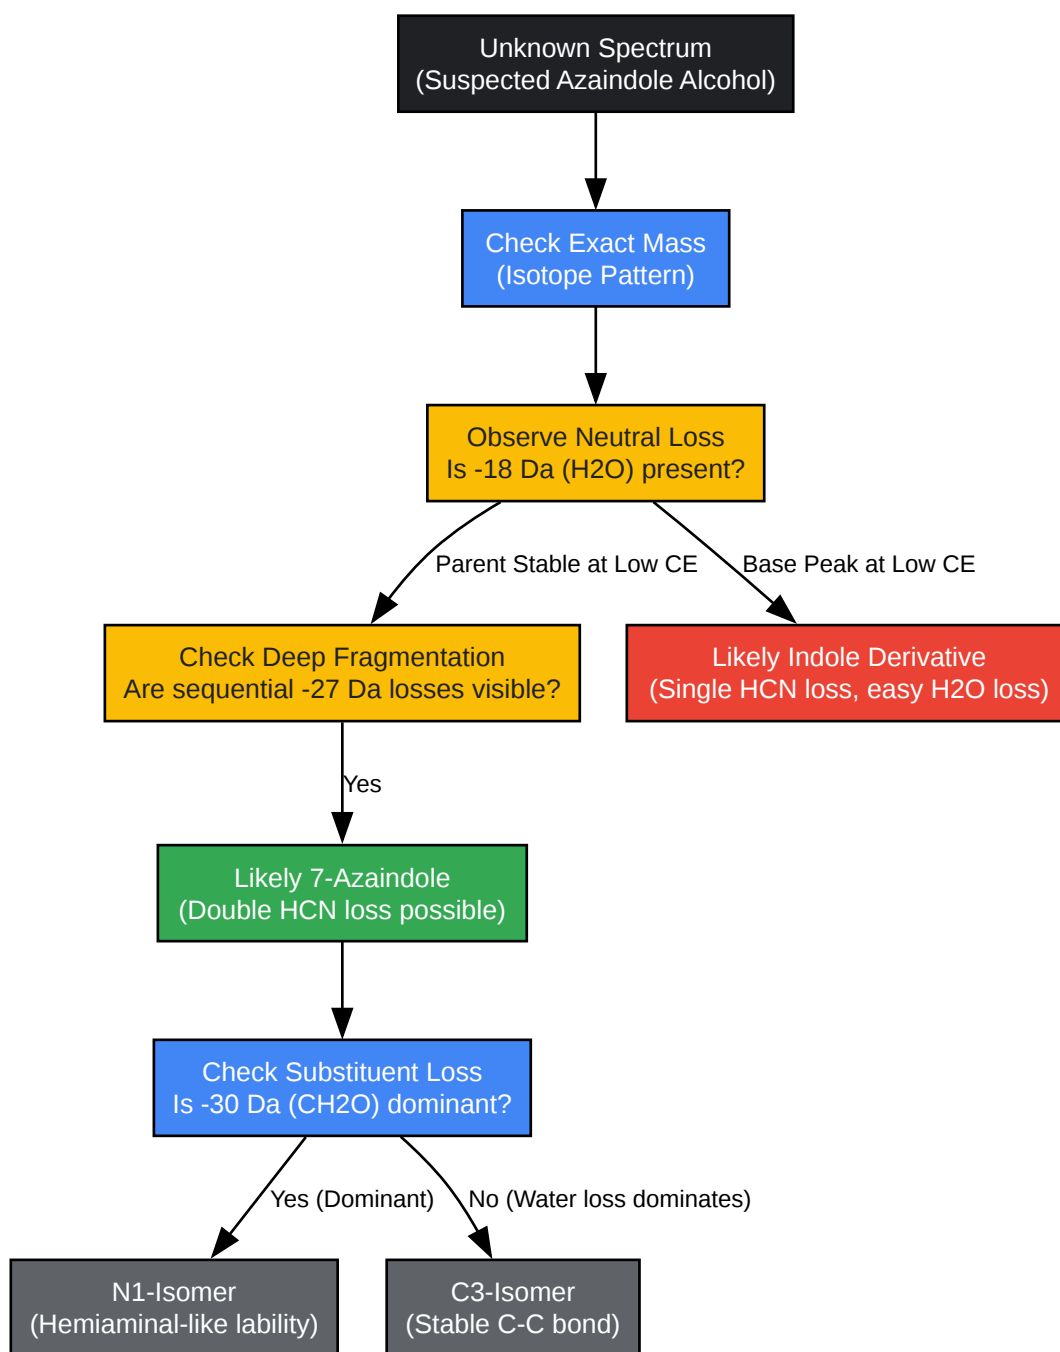 Unknown Spectrum
(Suspected Azaindole Alcohol)
Check Exact Mass
(Isotope Pattern)
Observe Neutral Loss
Is -18 Da (H2O) present?
Parent Stable at Low CE
Base Peak at Low CE
Check Deep Fragmentation
Are sequential -27 Da losses visible?
Likely Indole Derivative
(Single HCN loss, easy H2O loss)
Yes
Likely 7-Azaindole
(Double HCN loss possible)
Check Substituent Loss
Is -30 Da (CH2O) dominant?
Yes (Dominant)
No (Water loss dominates)
N1-Isomer
(Hemiaminal-like lability)
C3-Isomer
(Stable C-C bond)